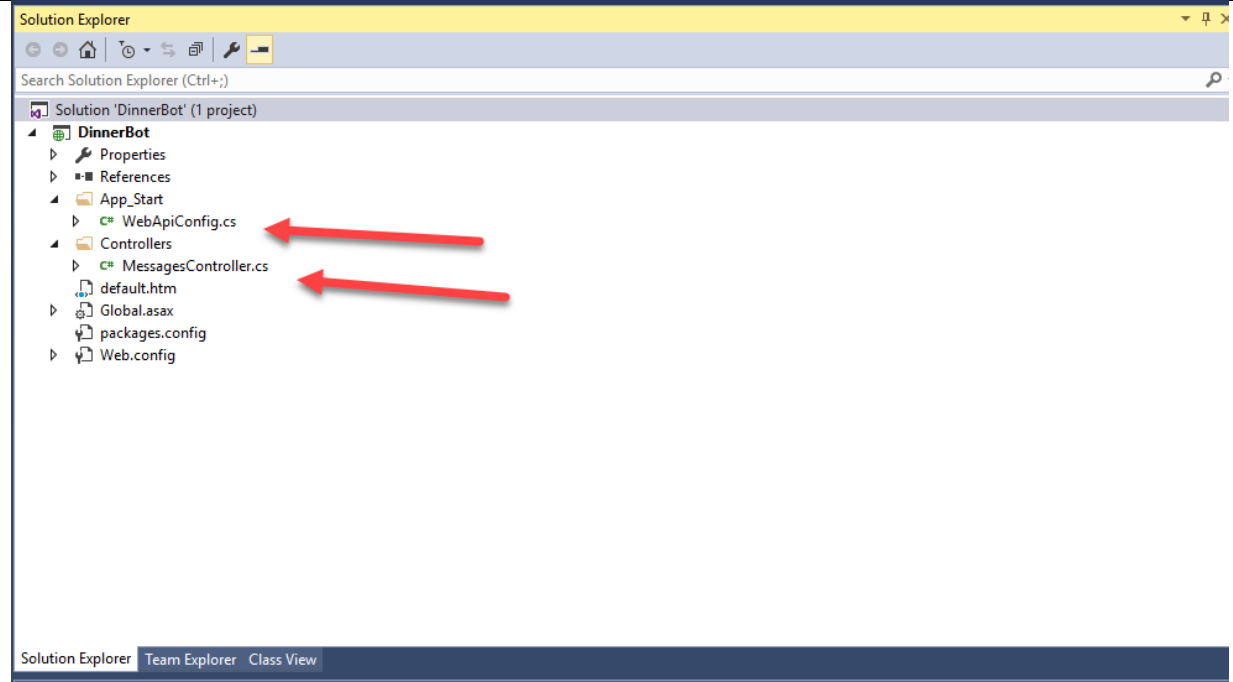 Solution Explorer
Search Solution Explorer (Ctrl+;)
Solution 'DinnerBot' (1 project)
DinnerBot
Properties
References
App_Start
C# WebApiConfig.cs
Controllers
C# MessagesController.cs
default.htm
Global.asax
packages.config
Web.config
Solution Explorer Team Explorer Class View